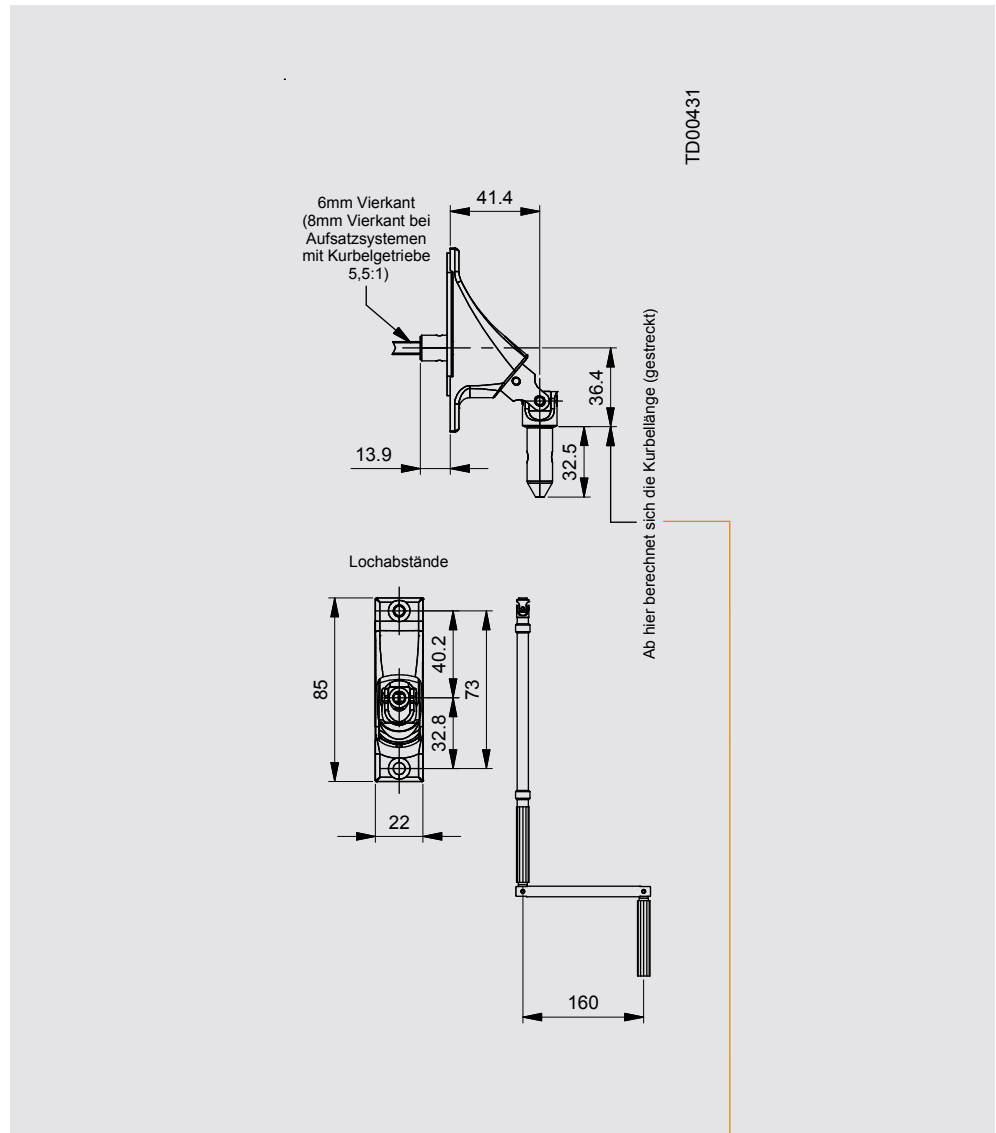 TD00431
6mm Vierkant
(8mm Vierkant bei
Aufsatzsystemen
mit Kurbelgetriebe
5,5:1)
41.4
36.4
32.5
13.9
Ab hier berechnet sich die Kurbellänge (gestreckt)
Lochabstände
85
40.2
73
32.8
22
160